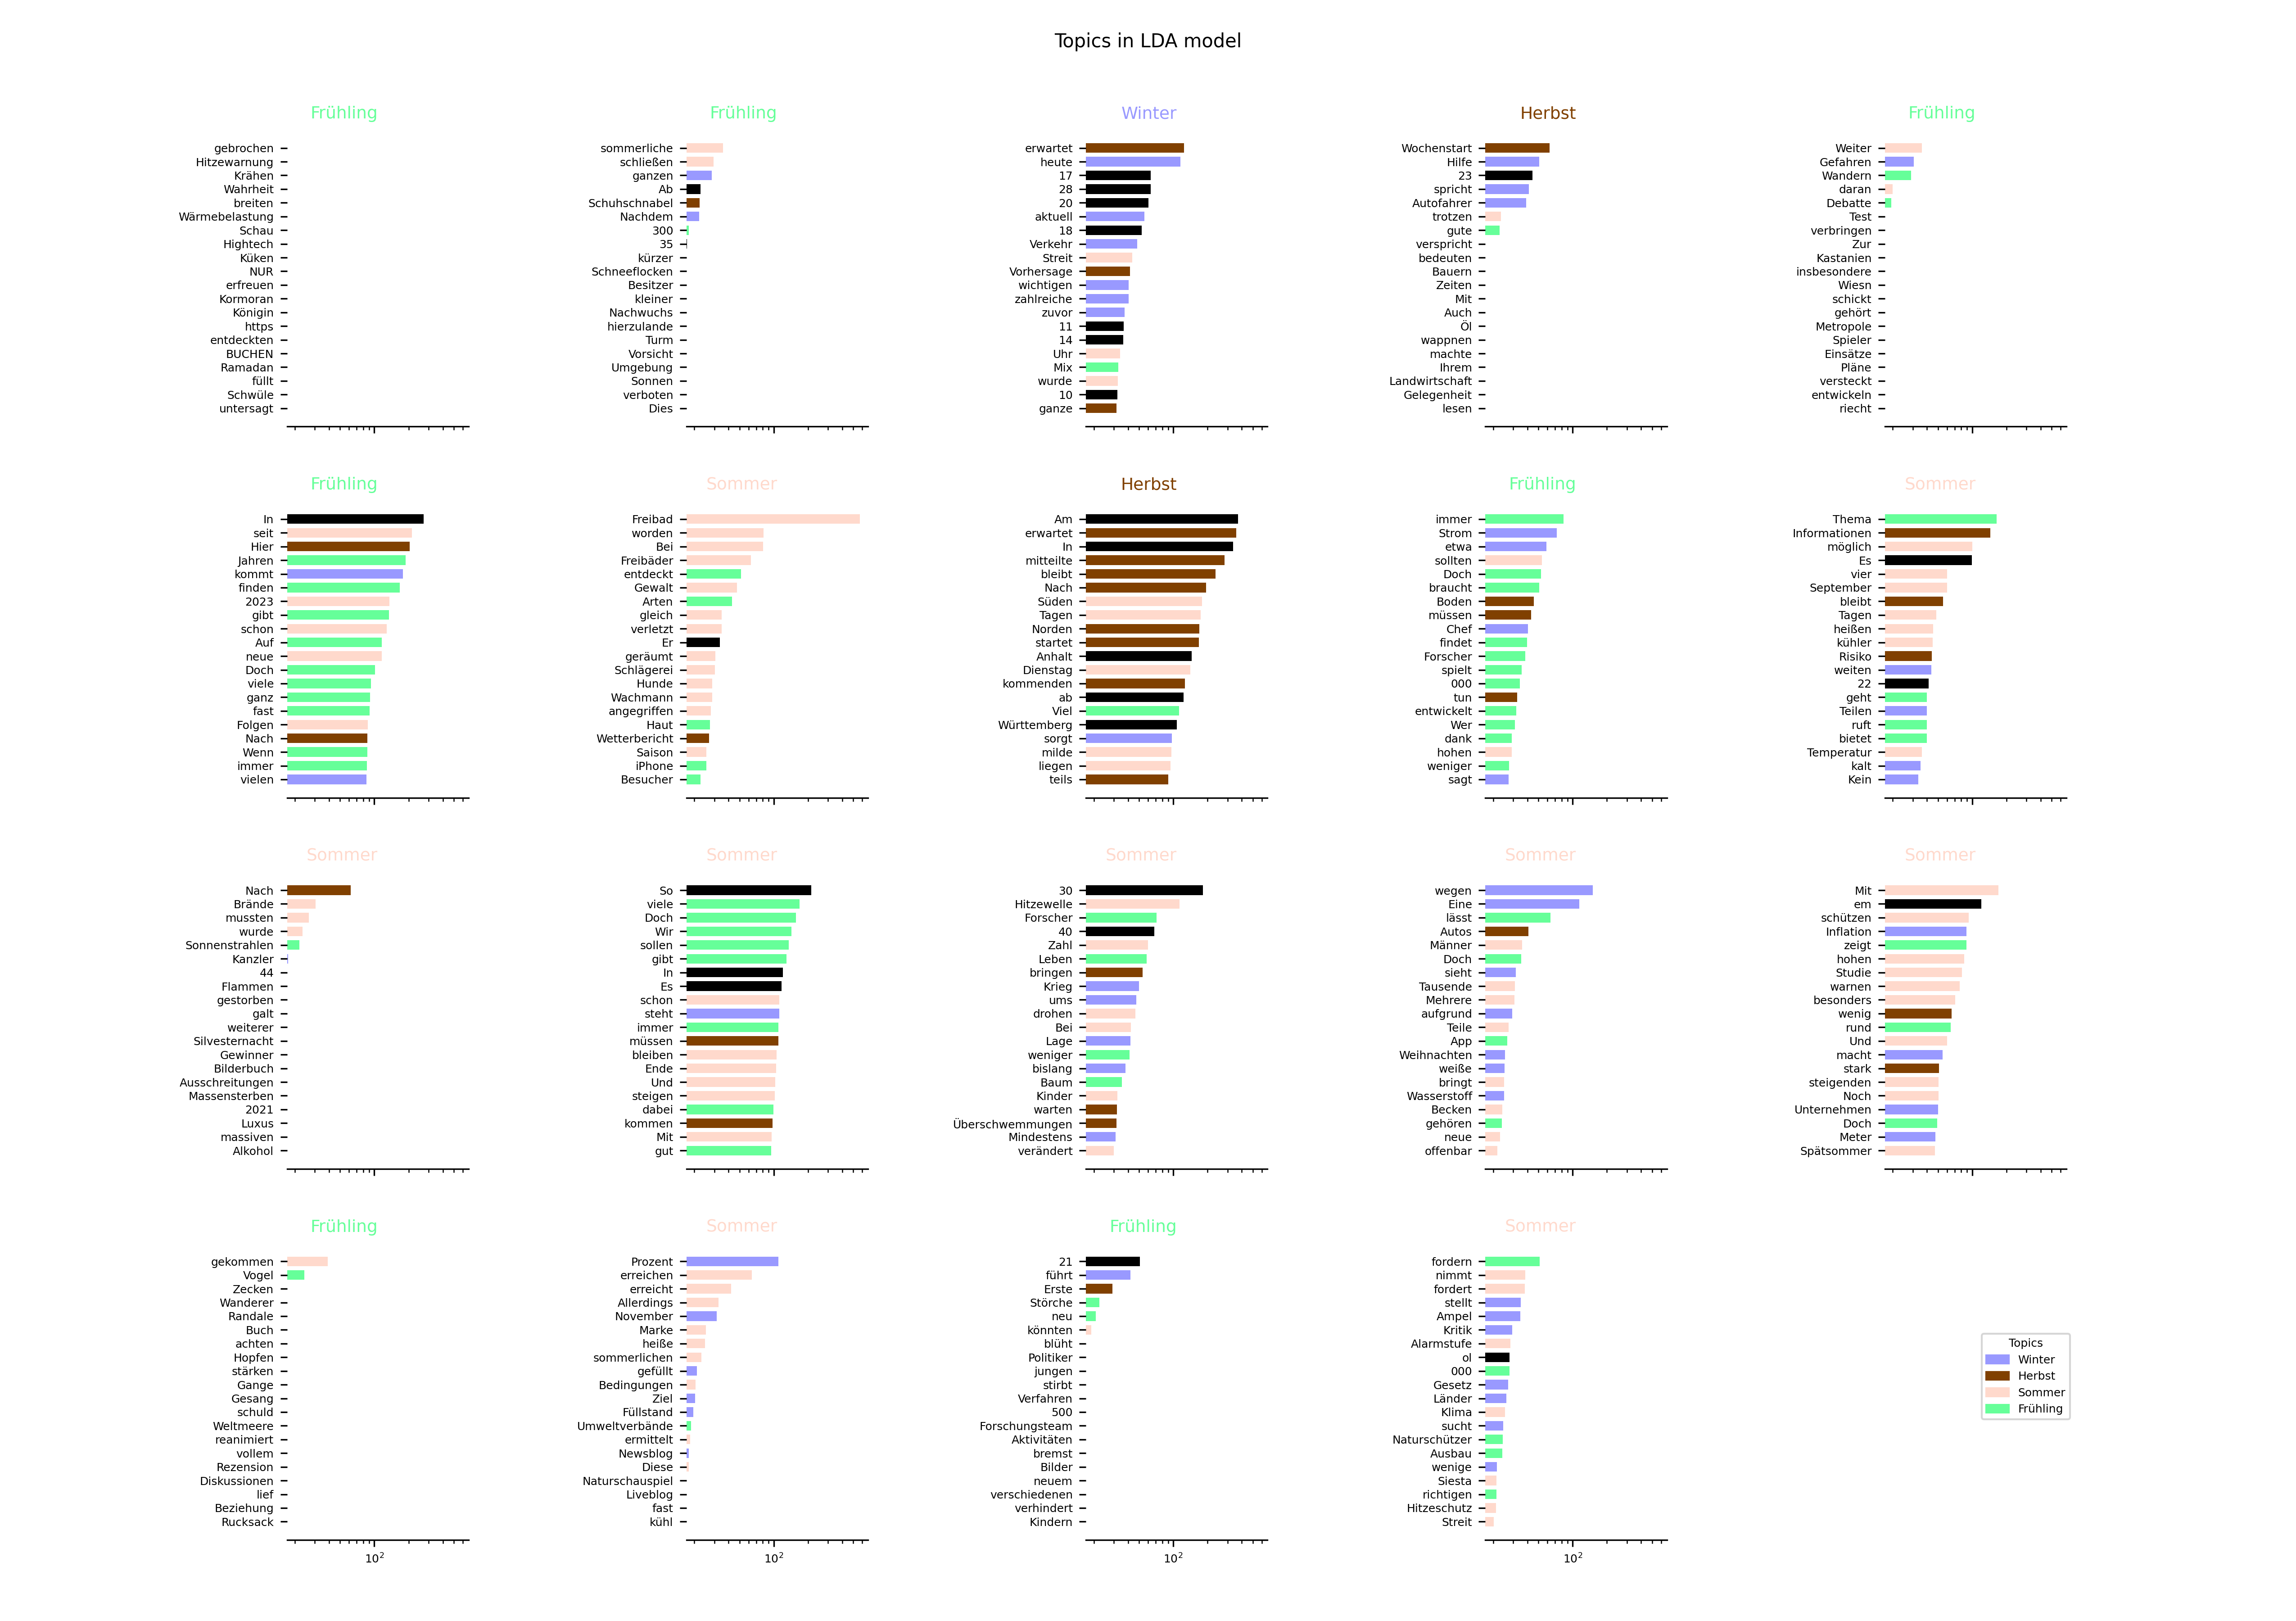 Topics in LDA model
Frühling
gebrochen
Hitzewarnung
Krähen
Wahrheit
breiten
Wärmebelastung
Schau
Hightech
Küken
NUR
erfreuen
Kormoran
Königin
https
entdeckten
BUCHEN
Ramadan
füllt
Schwüle
untersagt
Frühling
sommerliche
schließen
ganzen
Ab
Schuhschnabel
Nachdem
300
35
kürzer
Schneeflocken
Besitzer
kleiner
Nachwuchs
hierzulande
Turm
Vorsicht
Umgebung
Sonnen
verboten
Dies
Winter
erwartet
heute
17
28
20
aktuell
18
Verkehr
Streit
Vorhersage
wichtigen
zahlreiche
zuvor
11
14
Uhr
Mix
wurde
10
ganze
Herbst
Wochenstart
Hilfe
23
spricht
Autofahrer
trotzen
gute
verspricht
bedeuten
Bauern
Zeiten
Mit
Auch
Öl
wappnen
machte
Ihrem
Landwirtschaft
Gelegenheit
lesen
Frühling
Weiter
Gefahren
Wandern
daran
Debatte
Test
verbringen
Zur
Kastanien
insbesondere
Wiesn
schickt
gehört
Metropole
Spieler
Einsätze
Pläne
versteckt
entwickeln
riecht
Frühling
In
seit
Hier
Jahren
kommt
finden
2023
gibt
schon
Auf
neue
Doch
viele
ganz
fast
Folgen
Nach
Wenn
immer
vielen
Sommer
Freibad
worden
Bei
Freibäder
entdeckt
Gewalt
Arten
gleich
verletzt
Er
geräumt
Schlägerei
Hunde
Wachmann
angegriffen
Haut
Wetterbericht
Saison
iPhone
Besucher
Herbst
Am
erwartet
In
mitteilte
bleibt
Nach
Süden
Tagen
Norden
startet
Anhalt
Dienstag
kommenden
ab
Viel
Württemberg
sorgt
milde
liegen
teils
Frühling
immer
Strom
etwa
sollten
Doch
braucht
Boden
müssen
Chef
findet
Forscher
spielt
000
tun
entwickelt
Wer
dank
hohen
weniger
sagt
Sommer
Thema
Informationen
möglich
Es
vier
September
bleibt
Tagen
heißen
kühler
Risiko
weiten
22
geht
Teilen
ruft
bietet
Temperatur
kalt
Kein
Sommer
Nach
Brände
mussten
wurde
Sonnenstrahlen
Kanzler
44
Flammen
gestorben
galt
weiterer
Silvesternacht
Gewinner
Bilderbuch
Ausschreitungen
Massensterben
2021
Luxus
massiven
Alkohol
Sommer
So
viele
Doch
Wir
sollen
gibt
In
Es
schon
steht
immer
müssen
bleiben
Ende
Und
steigen
dabei
kommen
Mit
gut
Sommer
30
Hitzewelle
Forscher
40
Zahl
Leben
bringen
Krieg
ums
drohen
Bei
Lage
weniger
bislang
Baum
Kinder
warten
Überschwemmungen
Mindestens
verändert
Sommer
wegen
Eine
lässt
Autos
Männer
Doch
sieht
Tausende
Mehrere
aufgrund
Teile
App
Weihnachten
weiße
bringt
Wasserstoff
Becken
gehören
neue
offenbar
Sommer
Mit
em
schützen
Inflation
zeigt
hohen
Studie
warnen
besonders
wenig
rund
Und
macht
stark
steigenden
Noch
Unternehmen
Doch
Meter
Spätsommer
Frühling
gekommen
Vogel
Zecken
Wanderer
Randale
Buch
achten
Hopfen
stärken
Gange
Gesang
schuld
Weltmeere
reanimiert
vollem
Rezension
Diskussionen
lief
Beziehung
Rucksack
10²
Sommer
Prozent
erreichen
erreicht
Allerdings
November
Marke
heiße
sommerlichen
gefüllt
Bedingungen
Ziel
Füllstand
Umweltverbände
ermittelt
Newsblog
Diese
Naturschauspiel
Liveblog
fast
kühl
10²
Frühling
21
führt
Erste
Störche
neu
könnten
blüht
Politiker
jungen
stirbt
Verfahren
500
Forschungsteam
Aktivitäten
bremst
Bilder
neuem
verschiedenen
verhindert
Kindern
10²
Sommer
fordern
nimmt
fordert
stellt
Ampel
Kritik
Alarmstufe
ol
000
Gesetz
Länder
Klima
sucht
Naturschützer
Ausbau
wenige
Siesta
richtigen
Hitzeschutz
Streit
10²
Topics
Winter
Herbst
Sommer
Frühling